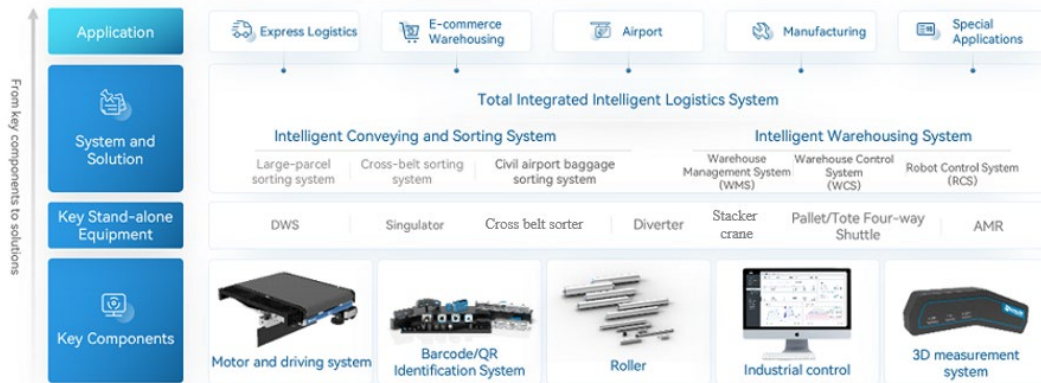 Application
Express Logistics
E-commerce
Warehousing
Airport
Manufacturing
Special
Applications
From key components to solutions
System and
Solution
Total Integrated Intelligent Logistics System
Intelligent Conveying and Sorting System
Intelligent Warehousing System
Large-parcel
sorting system
Cross-belt sorting
system
Civil airport baggage
sorting system
Warehouse
Management System
(WMS)
Warehouse Control
System
(WCS)
Robot Control System
(RCS)
Key Stand-alone
Equipment
DWS
Singulator
Cross belt sorter
Diverter
Stacker
crane
Pallet/Tote Four-way
Shuttle
AMR
Key Components
Motor and driving system
Barcode/QR
Identification System
Roller
Industrial control
3D measurement
system